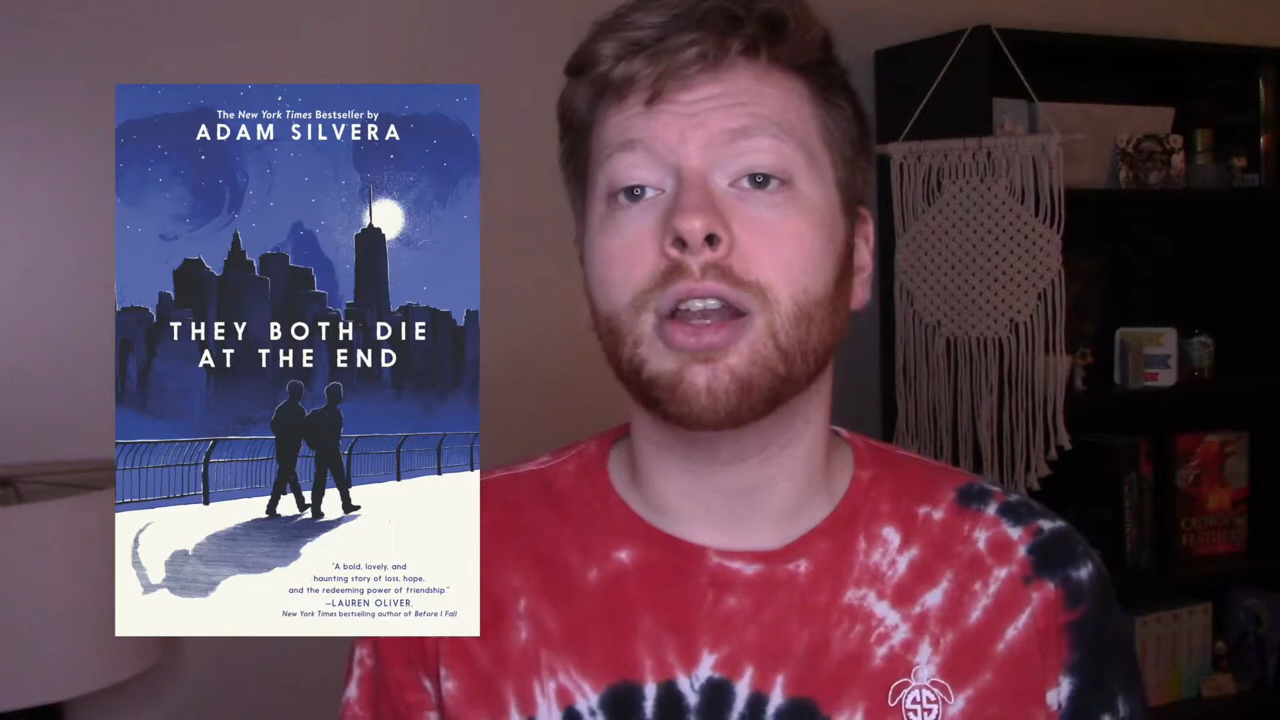 The New York Times Bestseller by
ADAM SILVERA
THEY BOTH DIE
AT THE END
"A bold, lovely, and
haunting story of loss, hope,
and the redeeming power of friendship."
—LAUREN OLIVER,
New York Times bestselling author of Before I Fall
SS